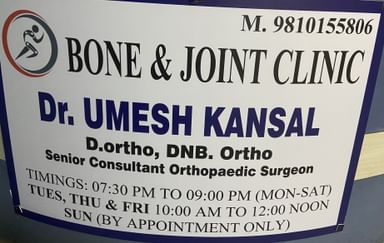 M. 9810155806
BONE & JOINT CLINIC
Dr. UMESH KANSAL
D.ortho, DNB. Ortho
Senior Consultant Orthopaedic Surgeon
TIMINGS: 07:30 PM TO 09:00 PM (MON-SAT)
TUES, THU & FRI 10:00 AM TO 12:00 NOON
SUN (BY APPOINTMENT ONLY)